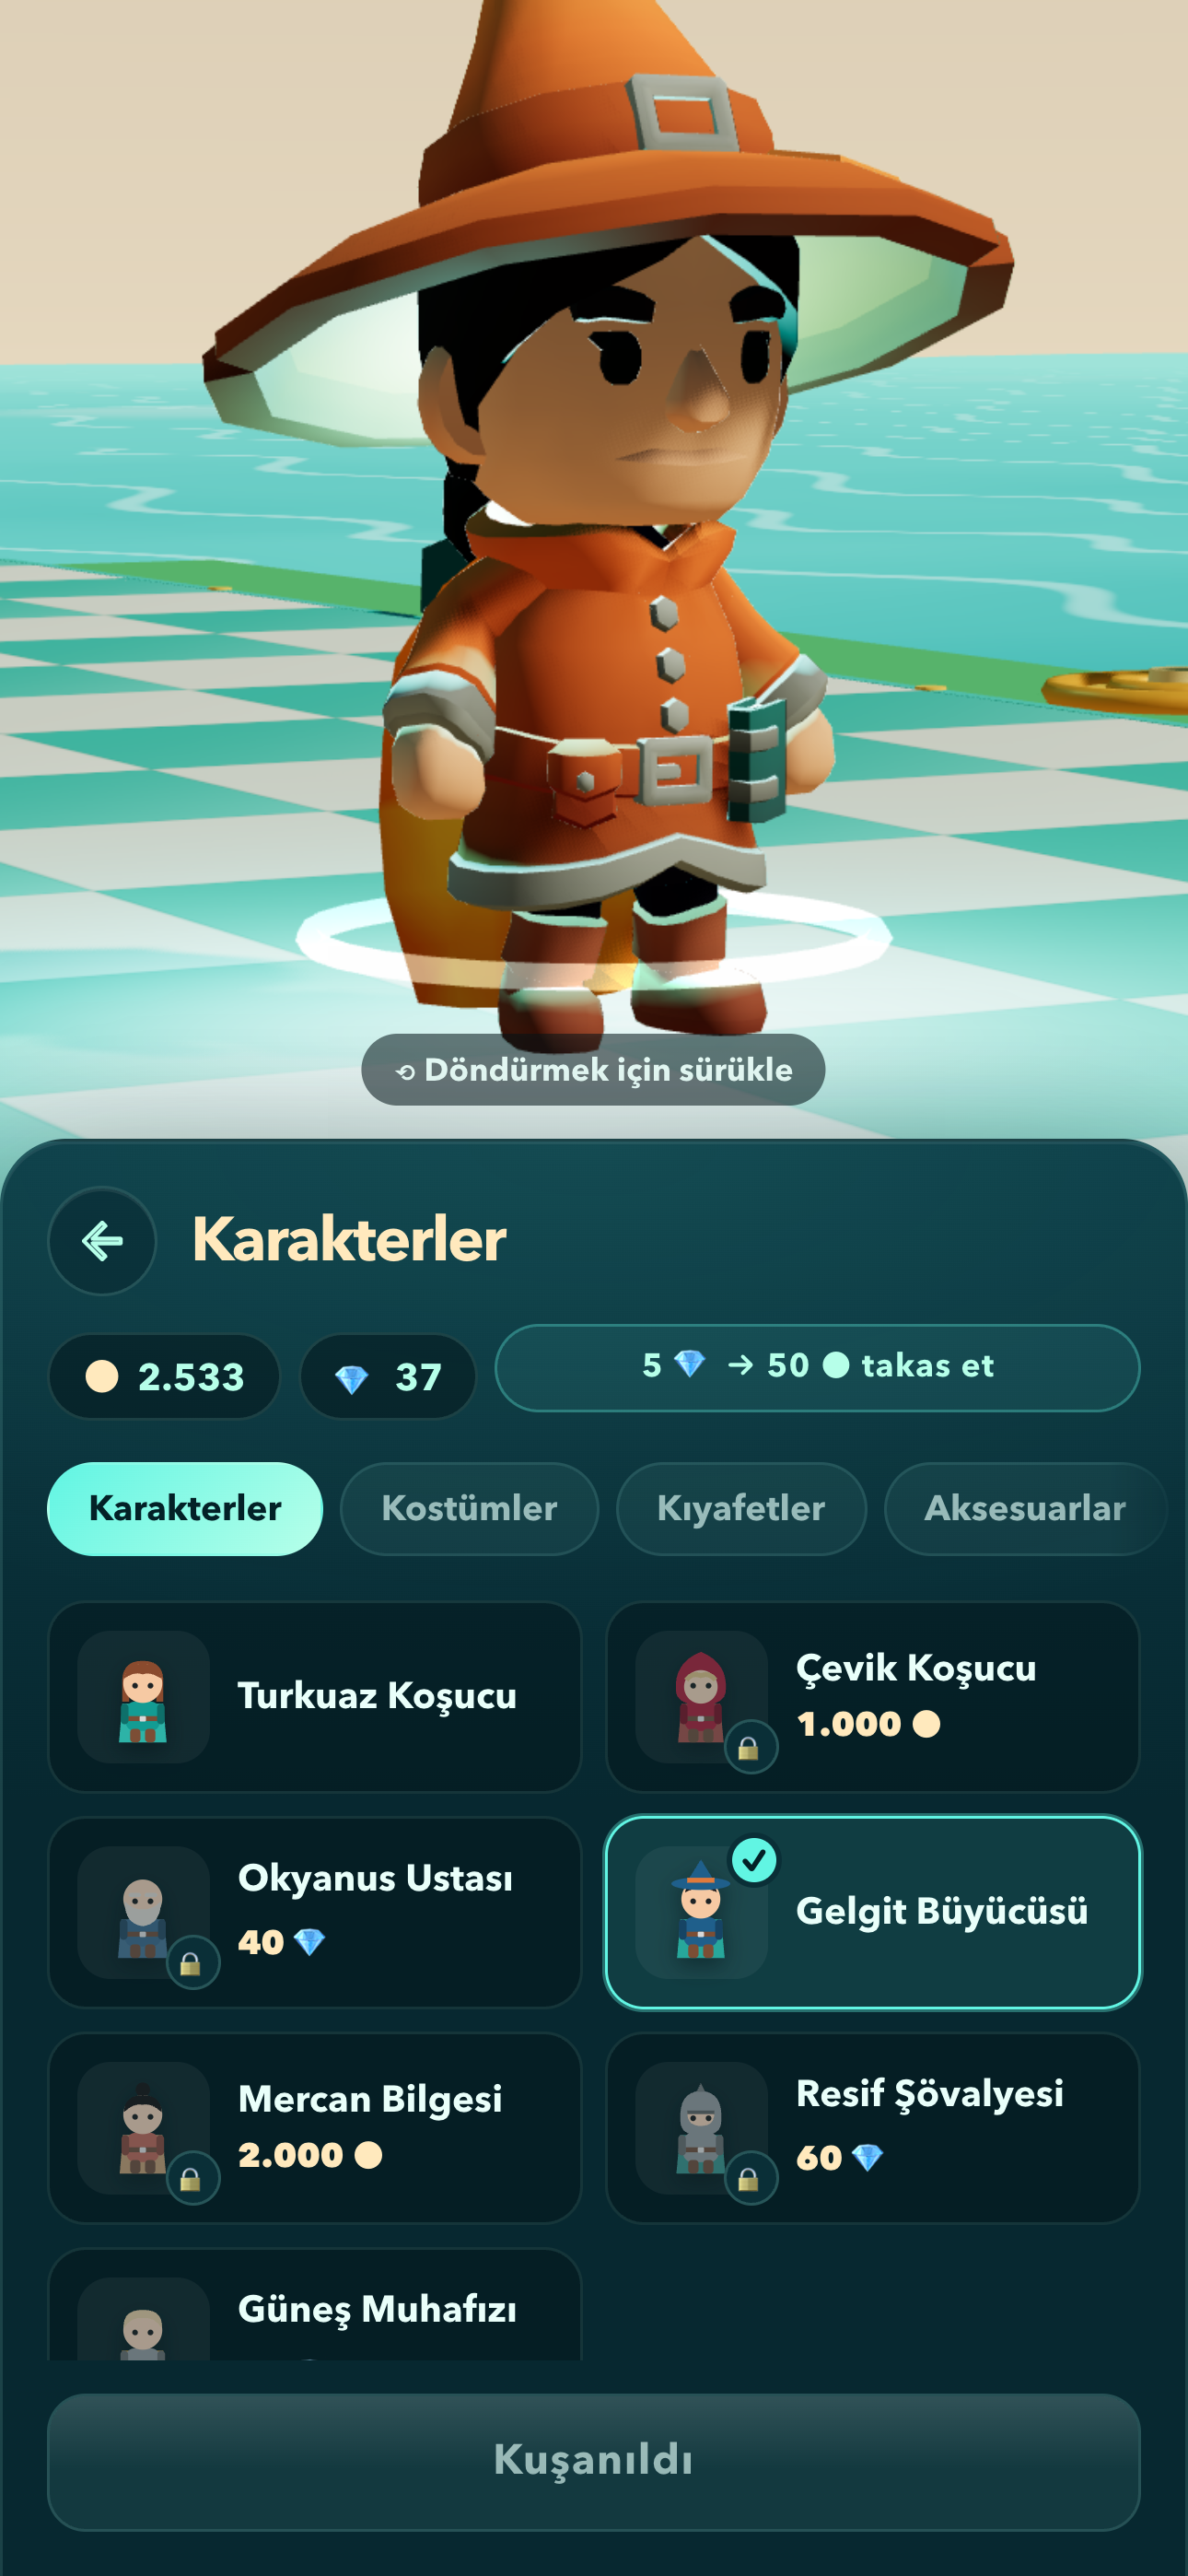 Döndürmek için sürükle
Karakterler
2.533
37
5 💎 → 50 takas et
Karakterler
Kostümler
Kıyafetler
Aksesuarlar
Turkuaz Koşucu
Çevik Koşucu
1.000
Okyanus Ustası
40
Gelgit Büyücüsü
Mercan Bilgesi
2.000
Resif Şövalyesi
60
Güneş Muhafızı
Kuşanıldı